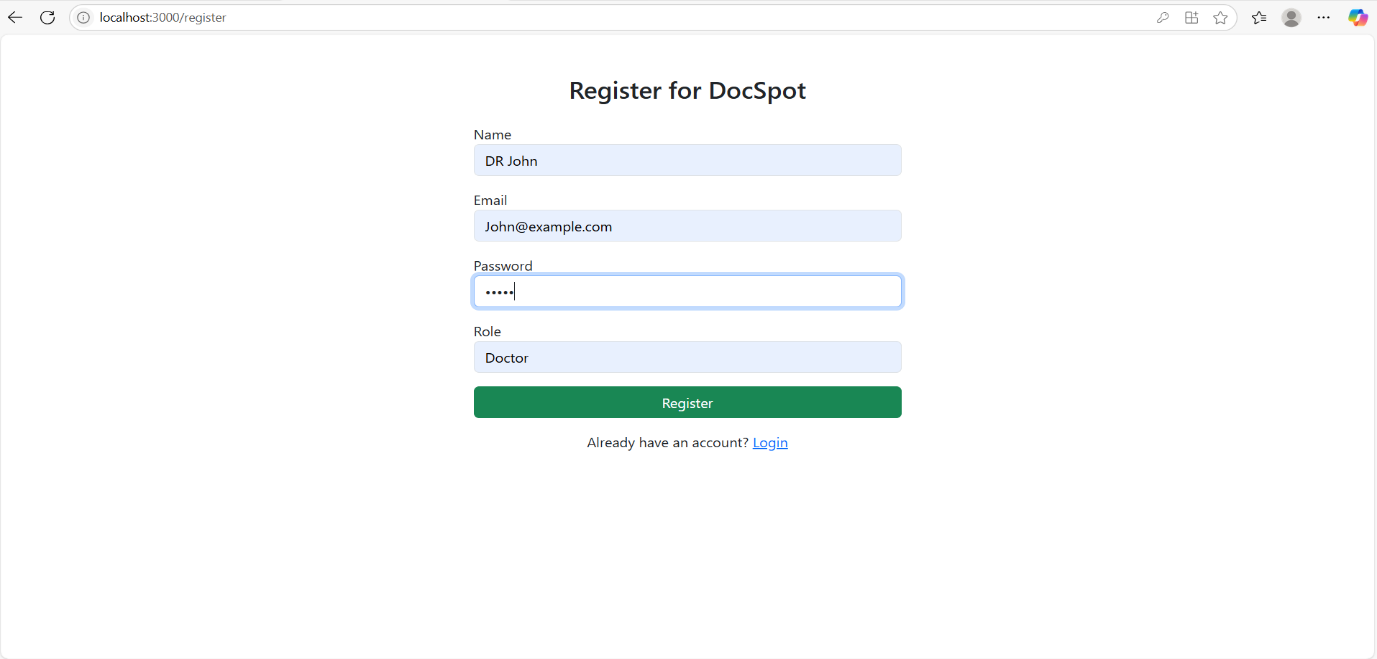 localhost:3000/register
Register for DocSpot
Name
DR John
Email
John@example.com
Password
•••••
Role
Doctor
Register
Already have an account? Login